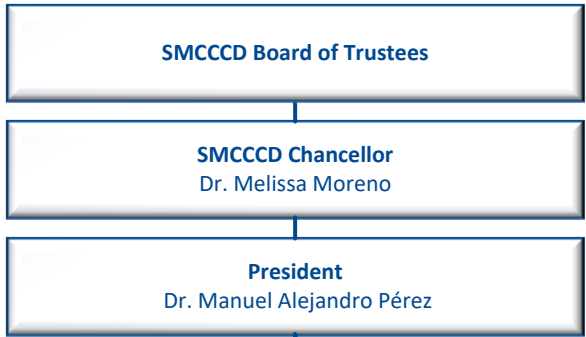 SMCCCD Board of Trustees
SMCCCD Chancellor
Dr. Melissa Moreno
President
Dr. Manuel Alejandro Pérez